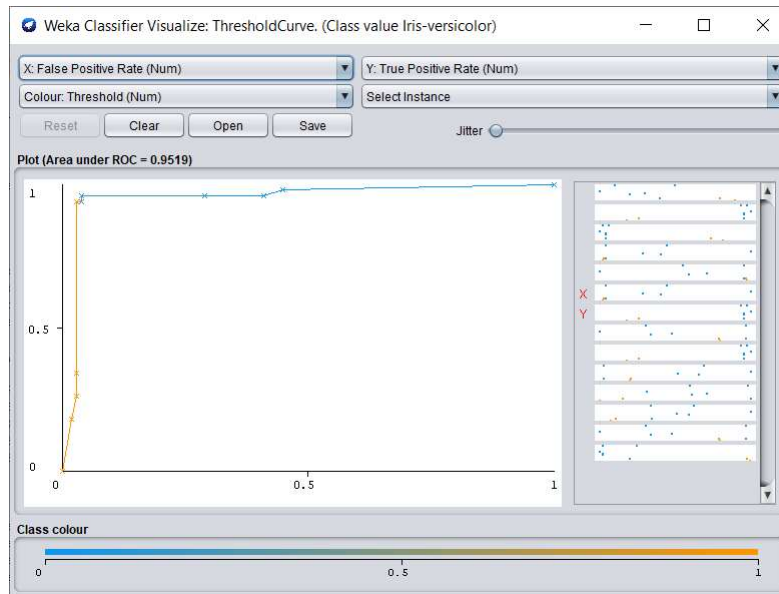 Weka Classifier Visualize: ThresholdCurve. (Class value Iris-versicolor)
X: False Positive Rate (Num) Y: True Positive Rate (Num)
Colour: Threshold (Num) Select Instance
Reset Clear Open Save Jitter
Plot (Area under ROC = 0.9519)
1
0.5
0
0 0.5 1
X
Y
Class colour
0 0.5 1